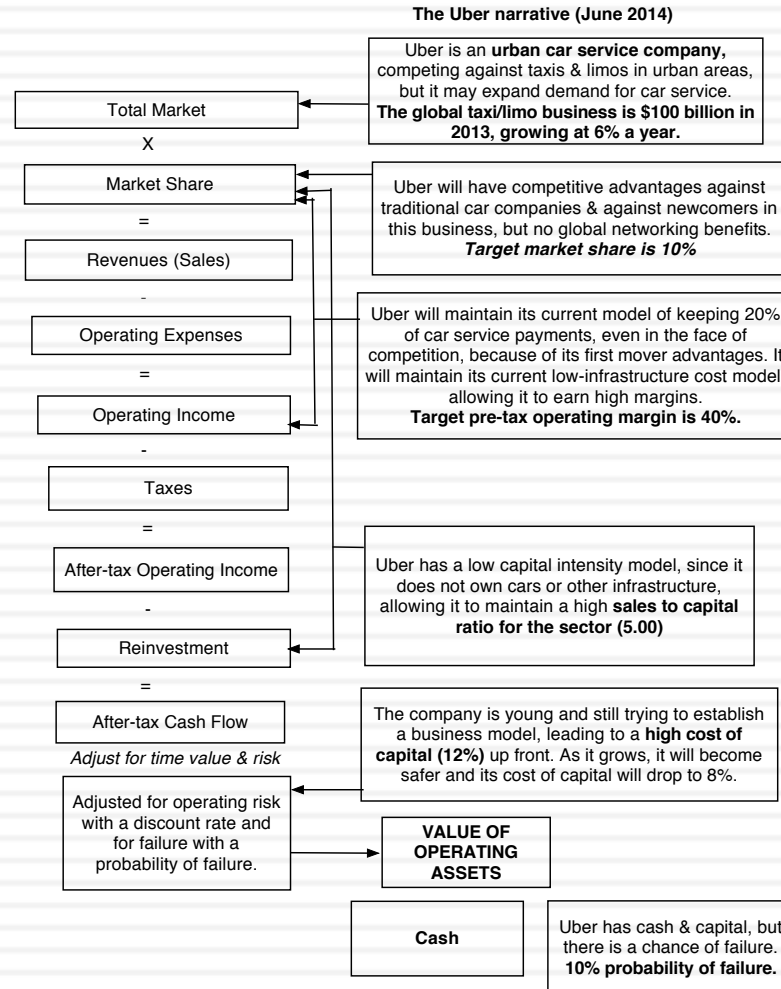 The Uber narrative (June 2014)
Uber is an urban car service company,
competing against taxis & limos in urban areas,
but it may expand demand for car service.
The global taxi/limo business is $100 billion in
2013, growing at 6% a year.
Total Market
X
Market Share
Uber will have competitive advantages against
traditional car companies & against newcomers in
this business, but no global networking benefits.
Target market share is 10%
=
Revenues (Sales)
-
Operating Expenses
Uber will maintain its current model of keeping 20%
of car service payments, even in the face of
competition, because of its first mover advantages. It
will maintain its current low-infrastructure cost model
allowing it to earn high margins.
Target pre-tax operating margin is 40%.
=
Operating Income
-
Taxes
=
After-tax Operating Income
Uber has a low capital intensity model, since it
does not own cars or other infrastructure,
allowing it to maintain a high sales to capital
ratio for the sector (5.00)
-
Reinvestment
=
After-tax Cash Flow
The company is young and still trying to establish
a business model, leading to a high cost of
capital (12%) up front. As it grows, it will become
safer and its cost of capital will drop to 8%.
Adjust for time value & risk
Adjusted for operating risk
with a discount rate and
for failure with a
probability of failure.
VALUE OF
OPERATING
ASSETS
Cash
Uber has cash & capital, but
there is a chance of failure.
10% probability of failure.